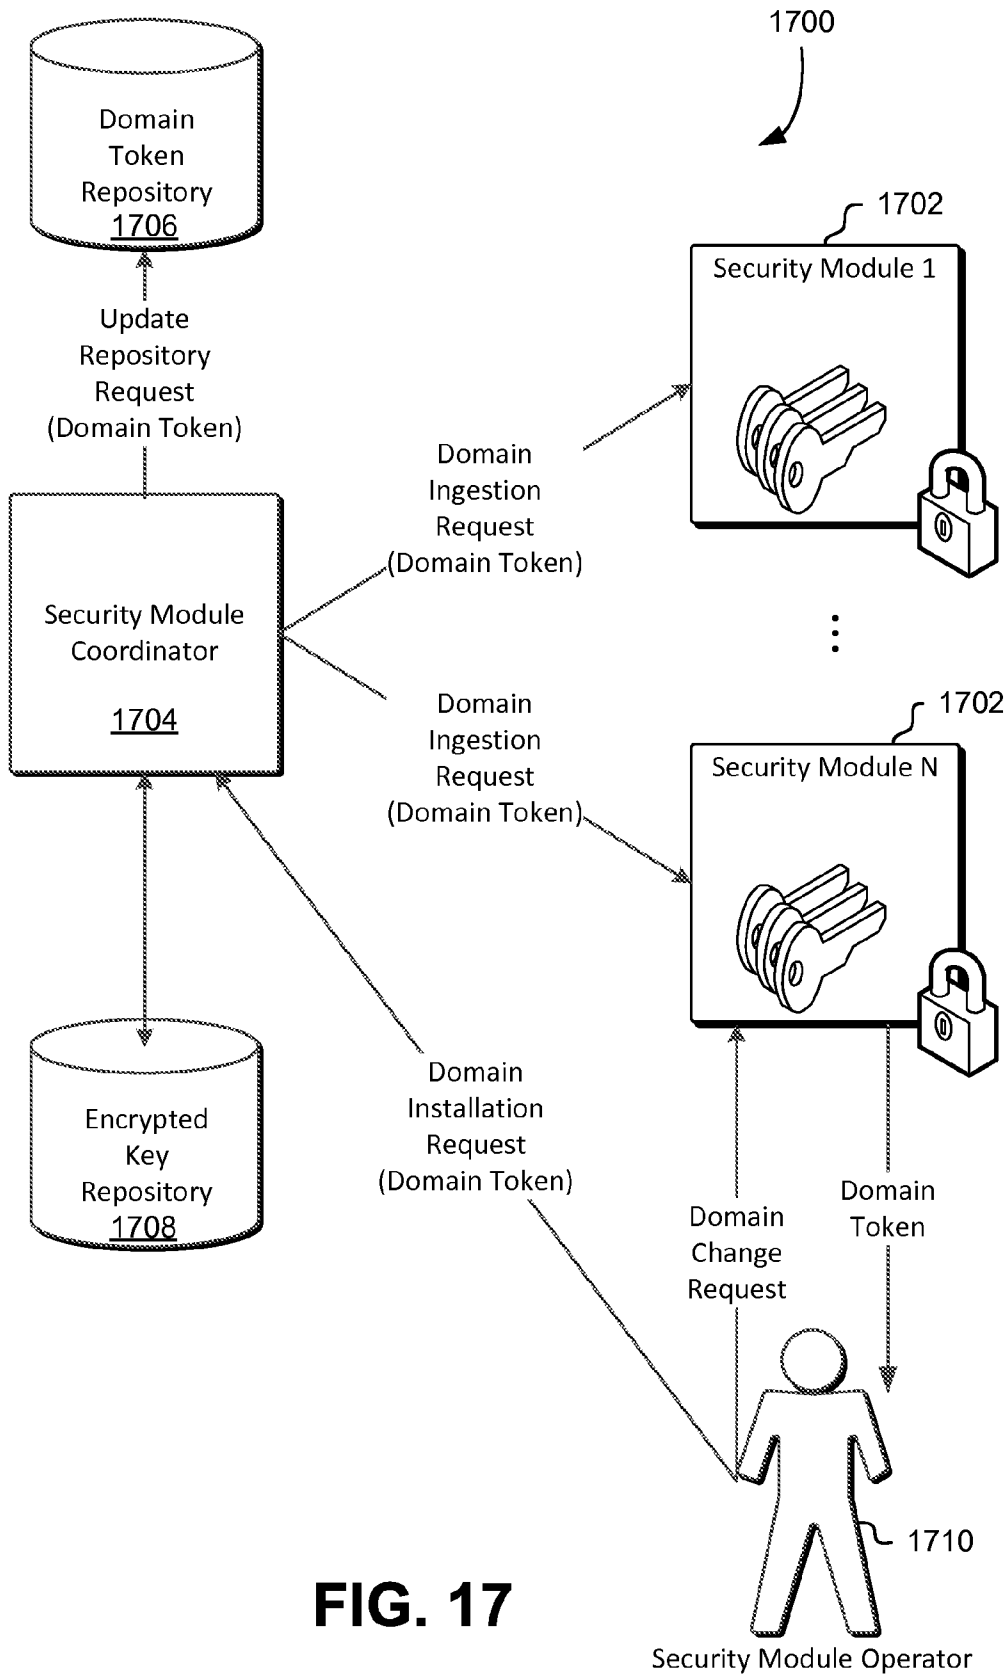 1700
Domain
Token
Repository
1706
1702
Security Module 1
Update
Repository
Request
(Domain Token)
Domain
Ingestion
Request
(Domain Token)
Security Module
Coordinator
1704
1702
Security Module N
Domain
Ingestion
Request
(Domain Token)
Encrypted
Key
Repository
1708
Domain
Installation
Request
(Domain Token)
Domain
Change
Request
Domain
Token
1710
FIG. 17
Security Module Operator